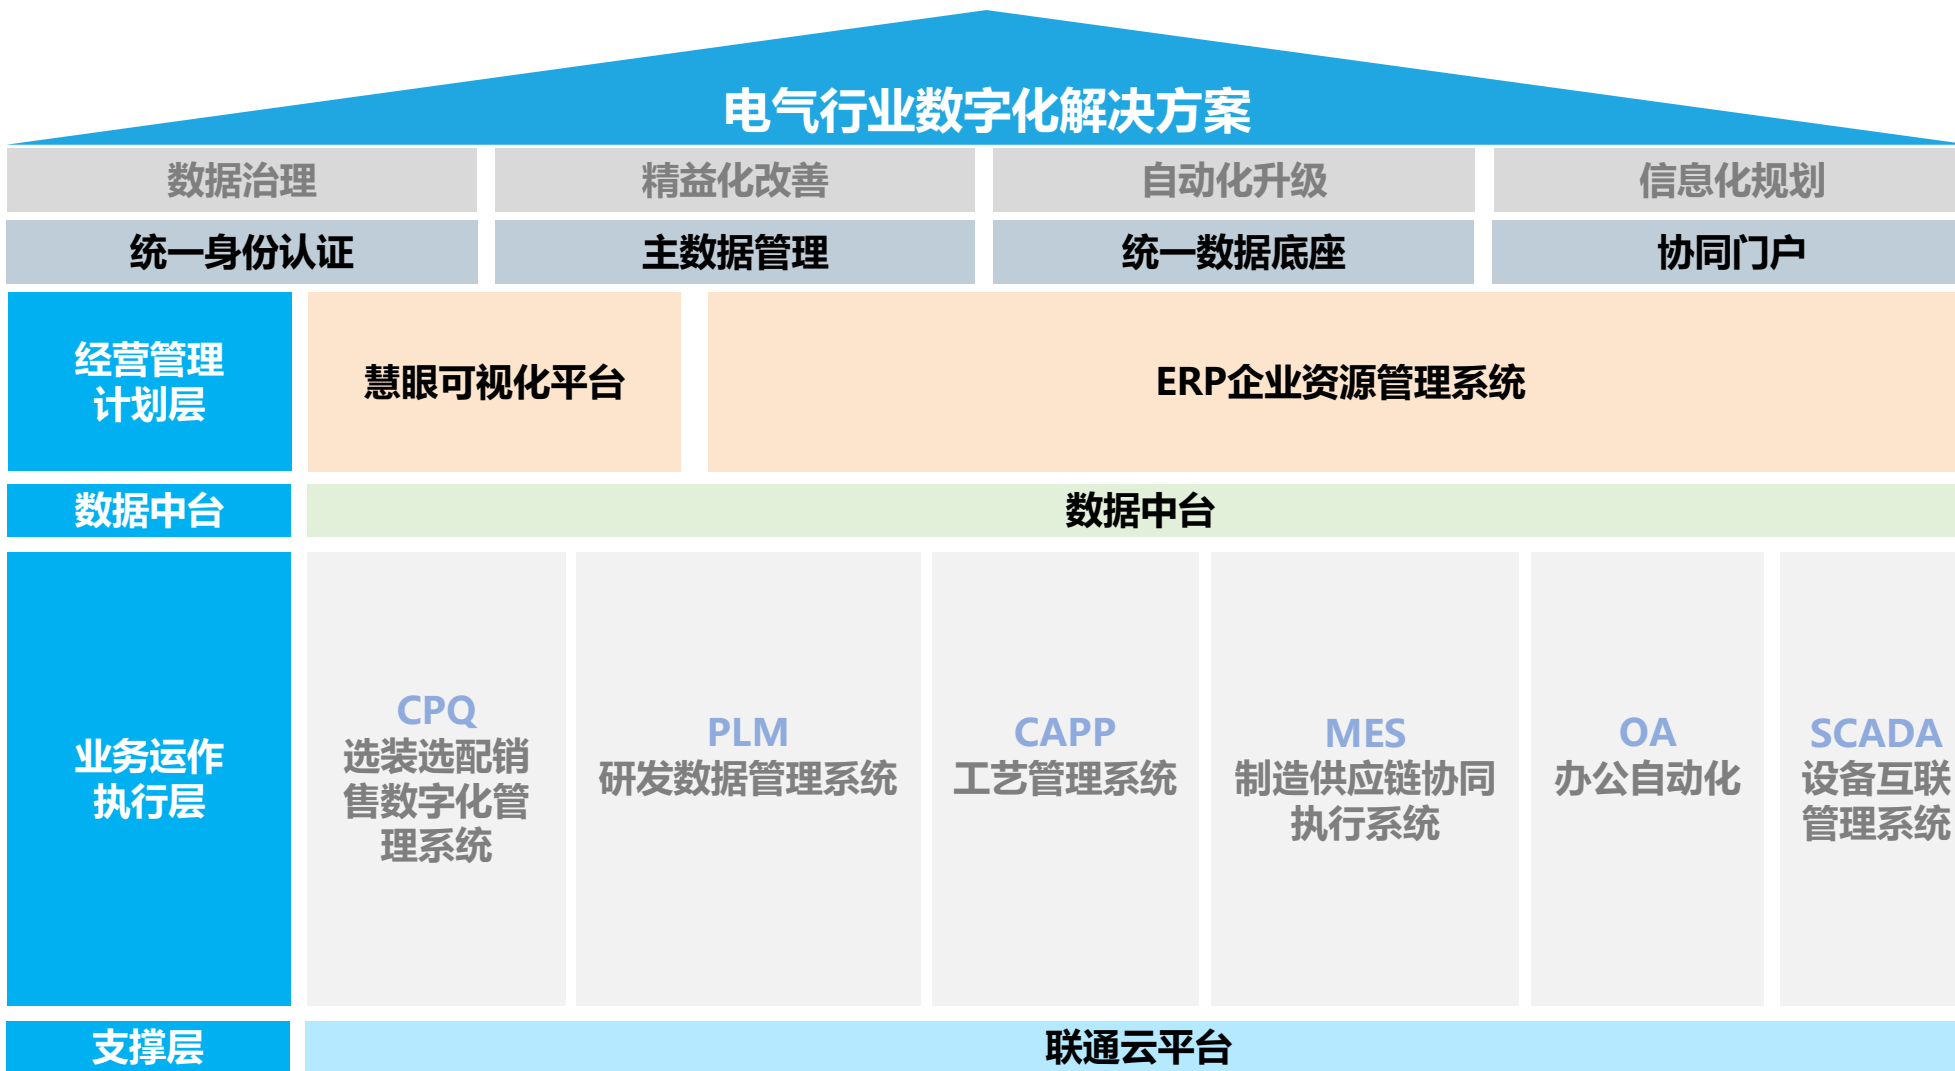 电气行业数字化解决方案
数据治理
精益化改善
自动化升级
信息化规划
统一身份认证
主数据管理
统一数据底座
协同门户
经营管理
计划层
慧眼可视化平台
ERP企业资源管理系统
数据中台
数据中台
业务运作
执行层
CPQ
选装选配销
售数字化管
理系统
PLM
研发数据管理系统
CAPP
工艺管理系统
MES
制造供应链协同
执行系统
OA
办公自动化
SCADA
设备互联
管理系统
支撑层
联通云平台